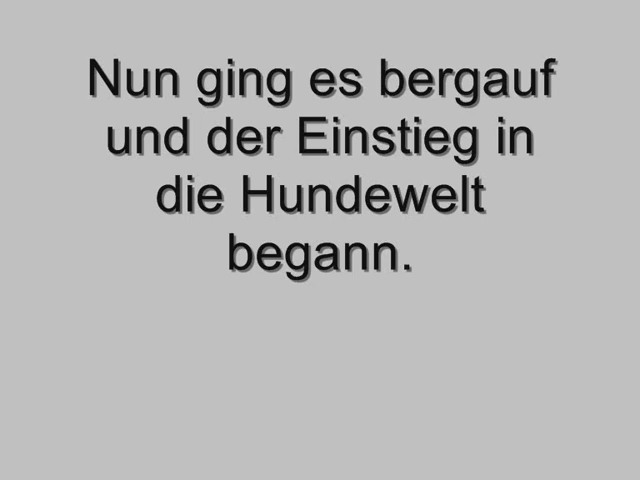 Nun ging es bergauf
und der Einstieg in
die Hundewelt
begann.